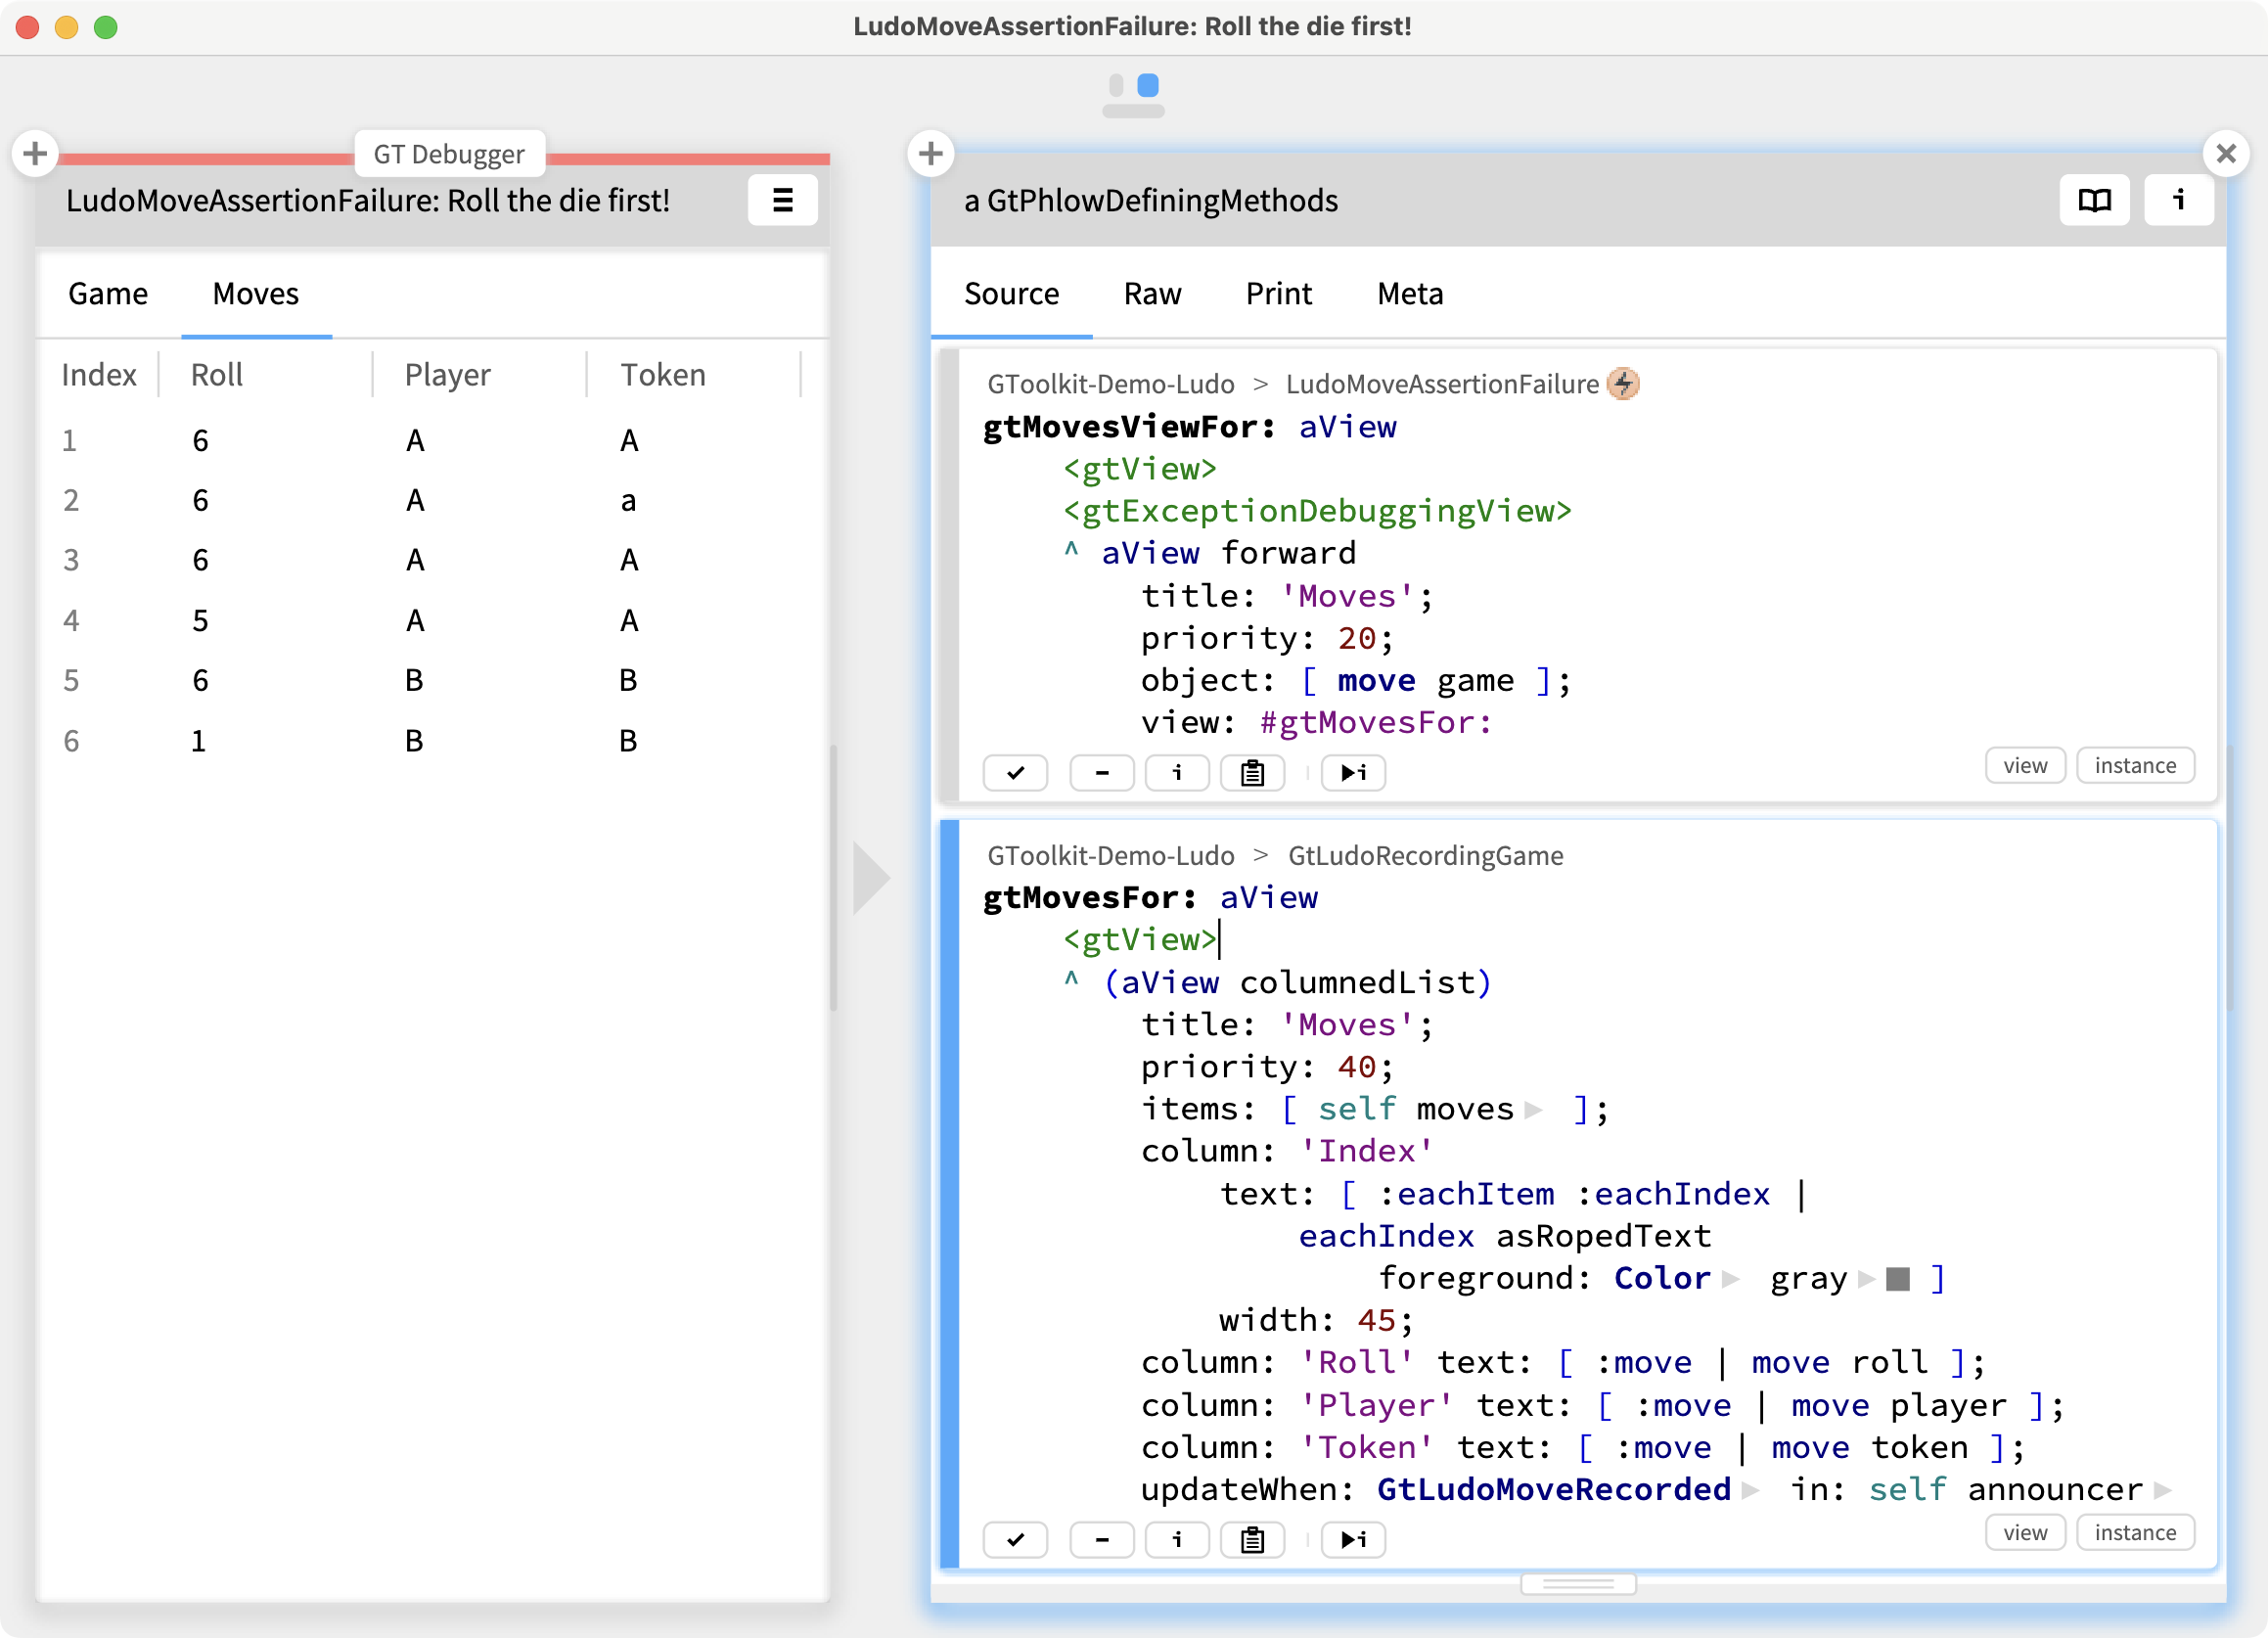 LudoMoveAssertionFailure: Roll the die first!
GT Debugger
LudoMoveAssertionFailure: Roll the die first!
Game Moves
Index Roll Player Token
1 6 A A
2 6 A a
3 6 A A
4 5 A A
5 6 B B
6 1 B B
a GtPhlowDefiningMethods
i
Source Raw Print Meta
GToolkit-Demo-Ludo > LudoMoveAssertionFailure
gtMovesViewFor: aView
<gtView>
<gtExceptionDebuggingView>
^ aView forward
title: 'Moves';
priority: 20;
object: [ move game ];
view: #gtMovesFor:
i i view instance
GToolkit-Demo-Ludo > GtLudoRecordingGame
gtMovesFor: aView
<gtView>
^ (aView columnedList)
title: 'Moves';
priority: 40;
items: [ self moves ];
column: 'Index'
text: [ :eachItem :eachIndex |
eachIndex asRopedText
foreground: Color gray ]
width: 45;
column: 'Roll' text: [ :move | move roll ];
column: 'Player' text: [ :move | move player ];
column: 'Token' text: [ :move | move token ];
updateWhen: GtLudoMoveRecorded in: self announcer
i i view instance